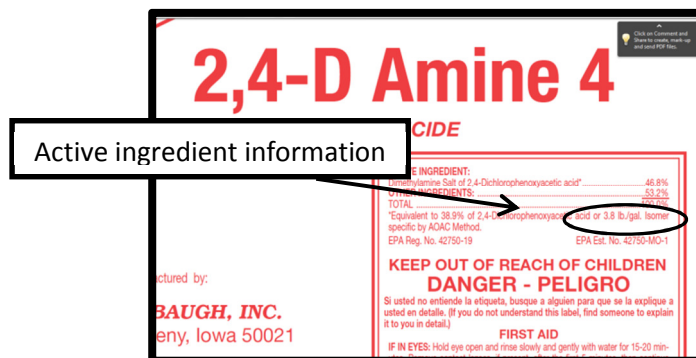 Click on Comment and
Share to create, mark-up
and send PDF files.
2,4-D Amine 4
CIDE
Active ingredient information
E INGREDIENT:
Dimethylamine Salt of 2,4-Dichlorophenoxyacetic acid* 46.8%
OTHER INGREDIENTS: 53.2%
TOTAL 100.0%
*Equivalent to 38.9% of 2,4-Dichlorophenoxyacetic acid or 3.8 lb./gal. Isomer
specific by AOAC Method.
EPA Reg. No. 42750-19 EPA Est. No. 42750-MO-1
KEEP OUT OF REACH OF CHILDREN
DANGER - PELIGRO
Si usted no entiende la etiqueta, busque a alguien para que se la explique a
usted en detalle. (If you do not understand this label, find someone to explain
it to you in detail.)
FIRST AID
IF IN EYES: Hold eye open and rinse slowly and gently with water for 15-20 min-
ctured by:
BAUGH, INC.
eny, Iowa 50021